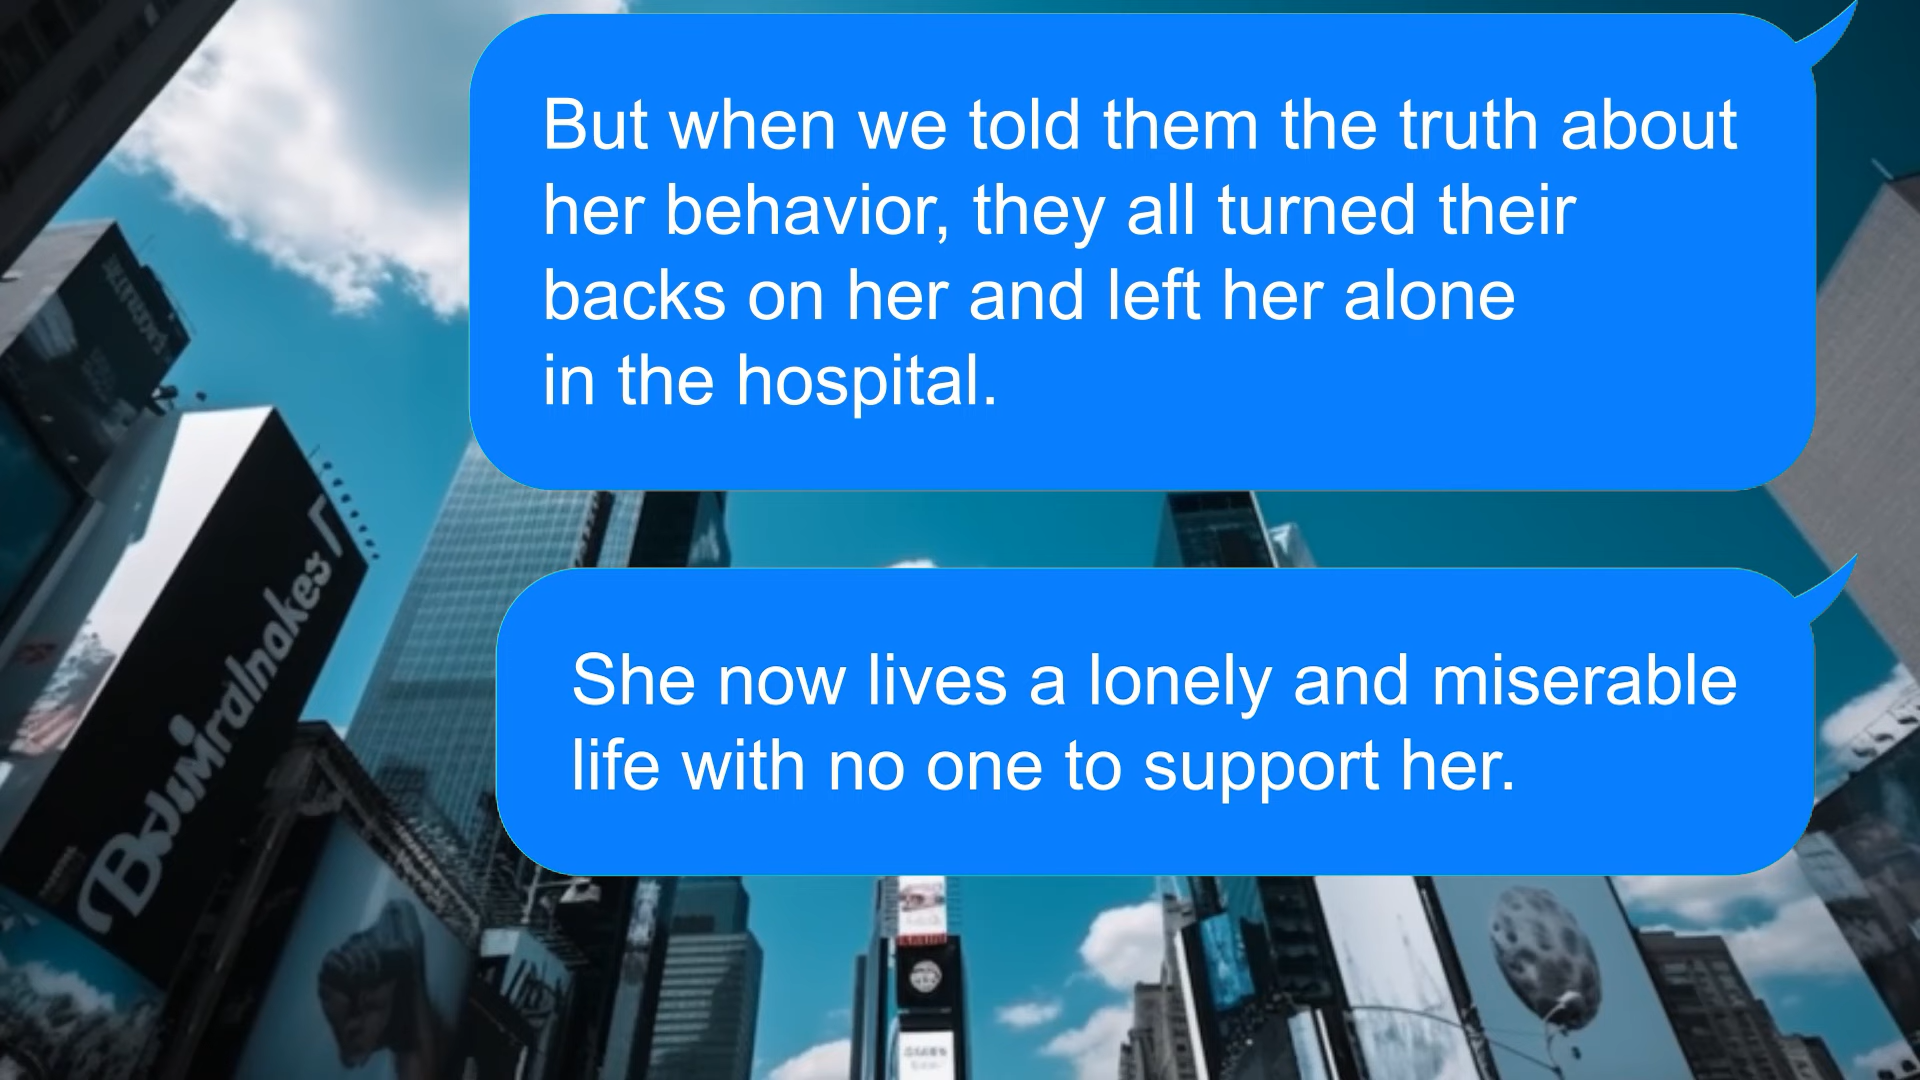 But when we told them the truth about
her behavior, they all turned their
backs on her and left her alone
in the hospital.
She now lives a lonely and miserable
life with no one to support her.